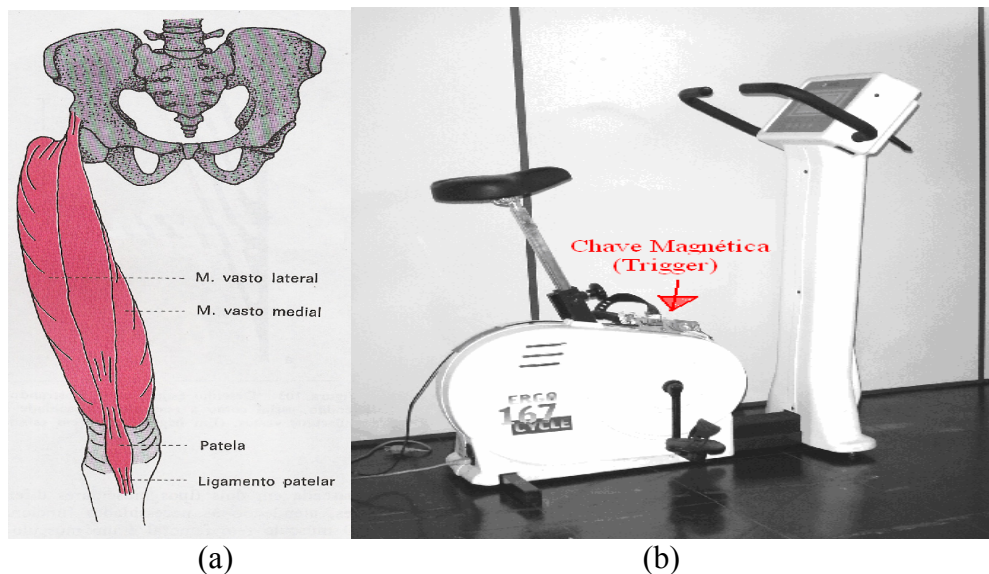 M. vasto lateral
M. vasto medial
Patela
Ligamento patelar
Chave Magnética
(Trigger)
ERGO
167
CYCLE
(a)
(b)